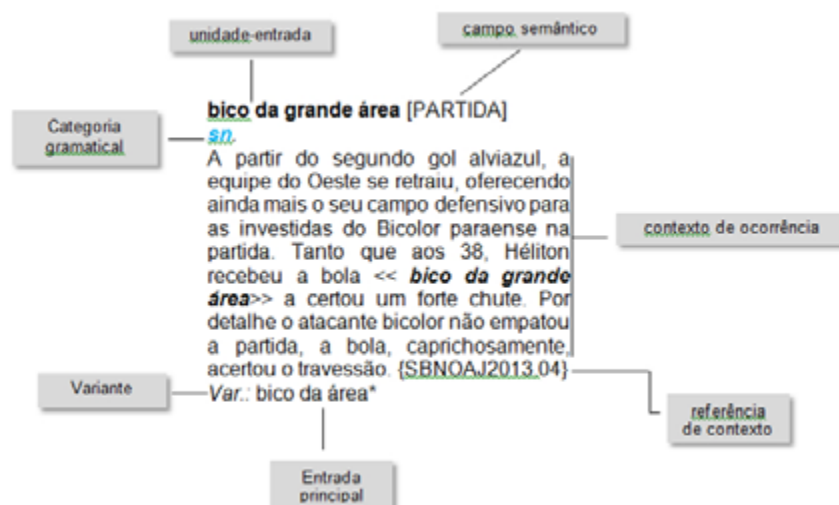 unidade-entrada
campo semântico
bico da grande área [PARTIDA]
Categoria
gramatical
sn.
A partir do segundo gol alviazul, a
equipe do Oeste se retraiu, oferecendo
ainda mais o seu campo defensivo para
as investidas do Bicolor paraense na
partida. Tanto que aos 38, Héliton
recebeu a bola << bico da grande
área>> a certou um forte chute. Por
detalhe o atacante bicolor não empatou
a partida, a bola, caprichosamente,
acertou o travessão. {SBNOAJ2013.04}
contexto de ocorrência
Variante
Var.: bico da área*
referência
de contexto
Entrada
principal